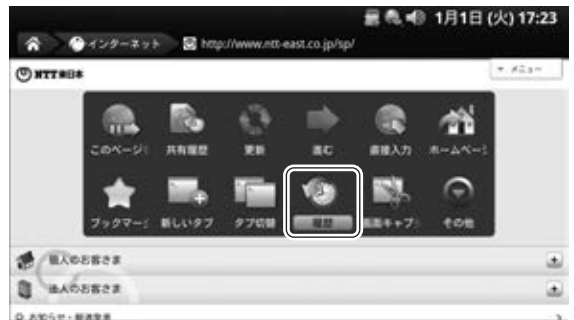 1月1日 (火) 17:23
インターネット http://www.ntt-east.co.jp/sp/
NTT東日本 メニュー
このページ 共有履歴 更新 進む 直接入力 ホームペー
ブックマー 新しいタブ タブ切替 履歴 画面キャプ その他
個人のお客さま
法人のお客さま
お知らせ・報道発表